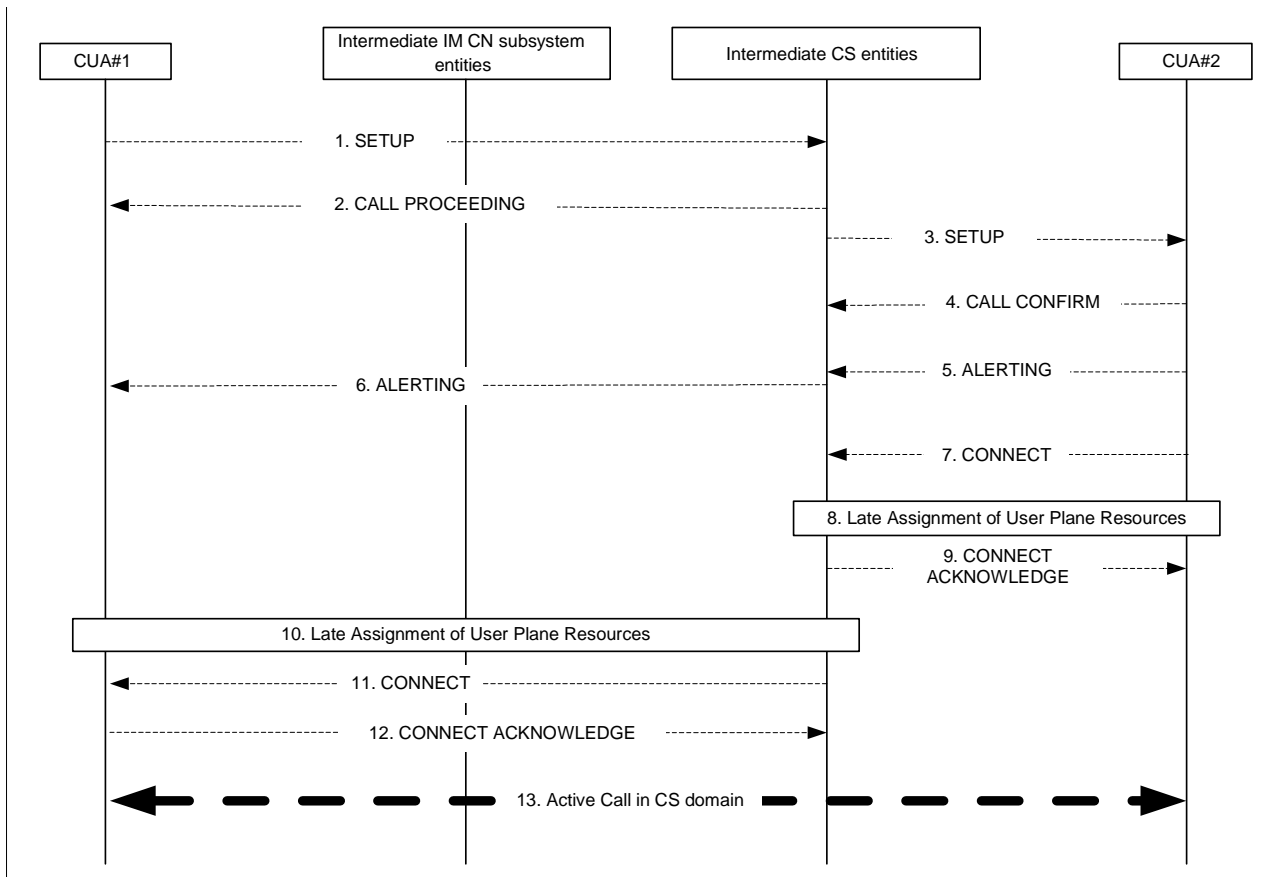 CUA#1
Intermediate IM CN subsystem
entities
Intermediate CS entities
CUA#2
1. SETUP
2. CALL PROCEEDING
3. SETUP
4. CALL CONFIRM
5. ALERTING
6. ALERTING
7. CONNECT
8. Late Assignment of User Plane Resources
9. CONNECT
ACKNOWLEDGE
10. Late Assignment of User Plane Resources
11. CONNECT
12. CONNECT ACKNOWLEDGE
13. Active Call in CS domain